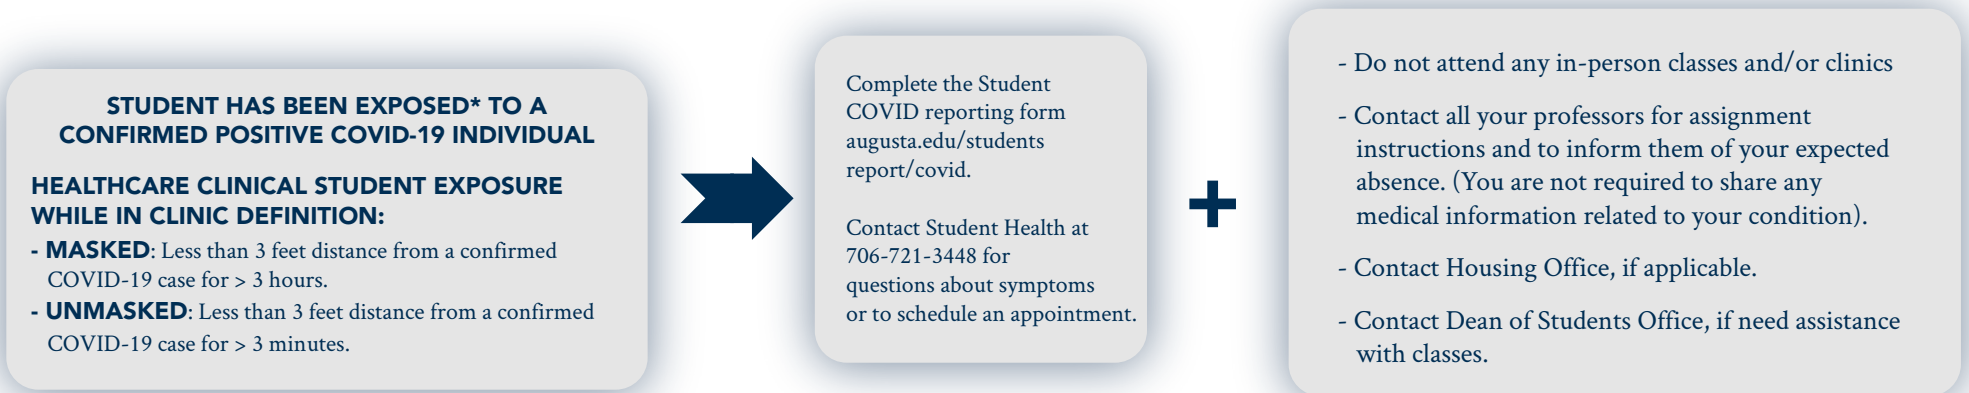 STUDENT HAS BEEN EXPOSED* TO A
CONFIRMED POSITIVE COVID-19 INDIVIDUAL
HEALTHCARE CLINICAL STUDENT EXPOSURE
WHILE IN CLINIC DEFINITION:
- MASKED: Less than 3 feet distance from a confirmed
COVID-19 case for > 3 hours.
- UNMASKED: Less than 3 feet distance from a confirmed
COVID-19 case for > 3 minutes.
Complete the Student
COVID reporting form
augusta.edu/students
report/covid.
Contact Student Health at
706-721-3448 for
questions about symptoms
or to schedule an appointment.
+
- Do not attend any in-person classes and/or clinics
- Contact all your professors for assignment
instructions and to inform them of your expected
absence. (You are not required to share any
medical information related to your condition).
- Contact Housing Office, if applicable.
- Contact Dean of Students Office, if need assistance
with classes.